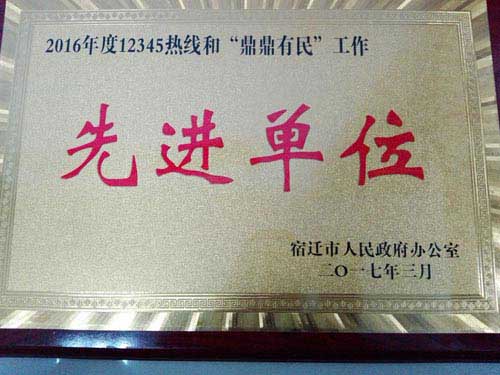 2016年度12345热线和“鼎鼎有民”工作
先进单位
宿迁市人民政府办公室
二〇一七年三月